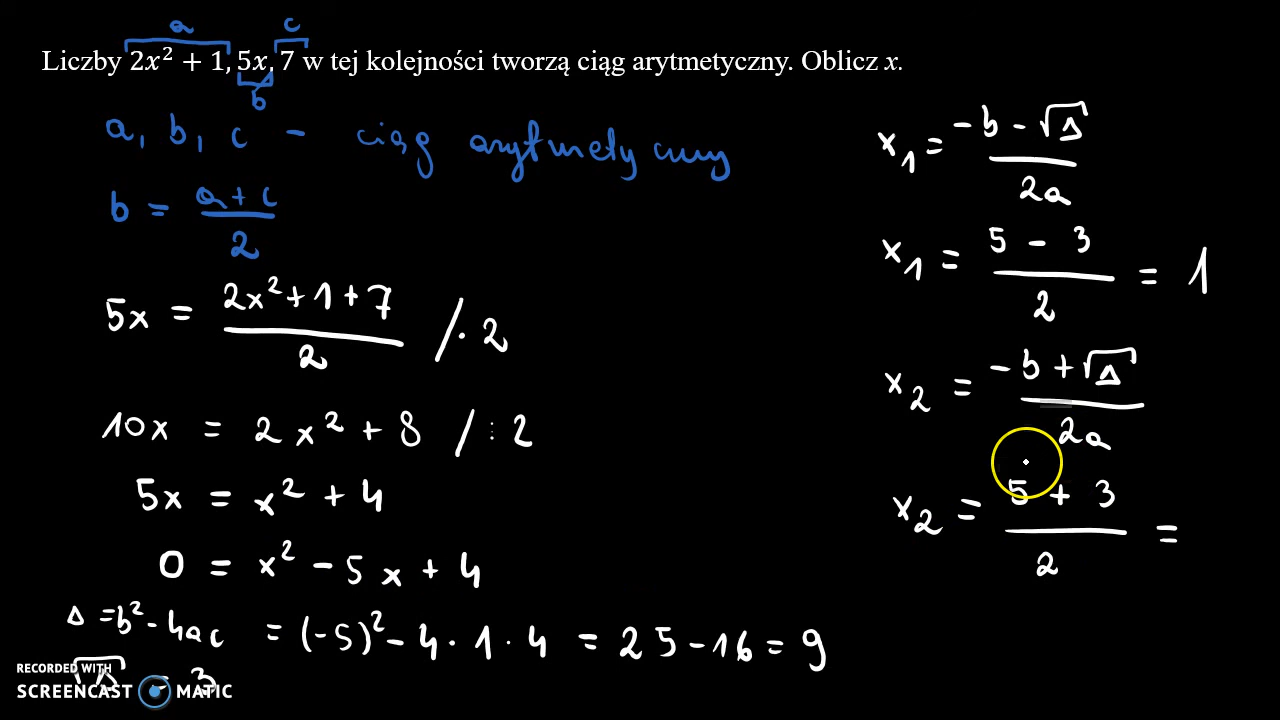 a c
Liczby 2x² + 1, 5x, 7 w tej kolejności tworzą ciąg arytmetyczny. Oblicz x.
b
a, b, c - ciąg arytmetyczny
b = (a + c)/2
5x = (2x² + 1 + 7)/2 / · 2
10x = 2x² + 8 / : 2
5x = x² + 4
0 = x² - 5x + 4
Δ = b² - 4ac = (-5)² - 4 · 1 · 4 = 25 - 16 = 9
√Δ = 3
x₁ = (-b - √Δ)/2a
x₁ = (5 - 3)/2 = 1
x₂ = (-b + √Δ)/2a
x₂ = (5 + 3)/2 =
RECORDED WITH
SCREENCAST MATIC